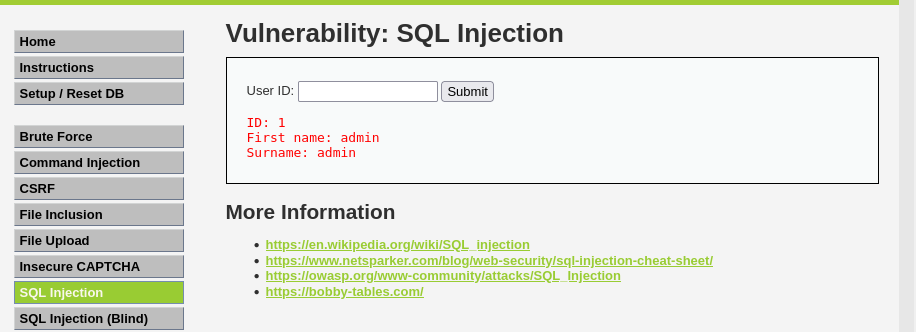 Home
Instructions
Setup / Reset DB
Brute Force
Command Injection
CSRF
File Inclusion
File Upload
Insecure CAPTCHA
SQL Injection
SQL Injection (Blind)
Vulnerability: SQL Injection
User ID:
Submit
ID: 1
First name: admin
Surname: admin
More Information
https://en.wikipedia.org/wiki/SQL_injection
https://www.netsparker.com/blog/web-security/sql-injection-cheat-sheet/
https://owasp.org/www-community/attacks/SQL_Injection
https://bobby-tables.com/